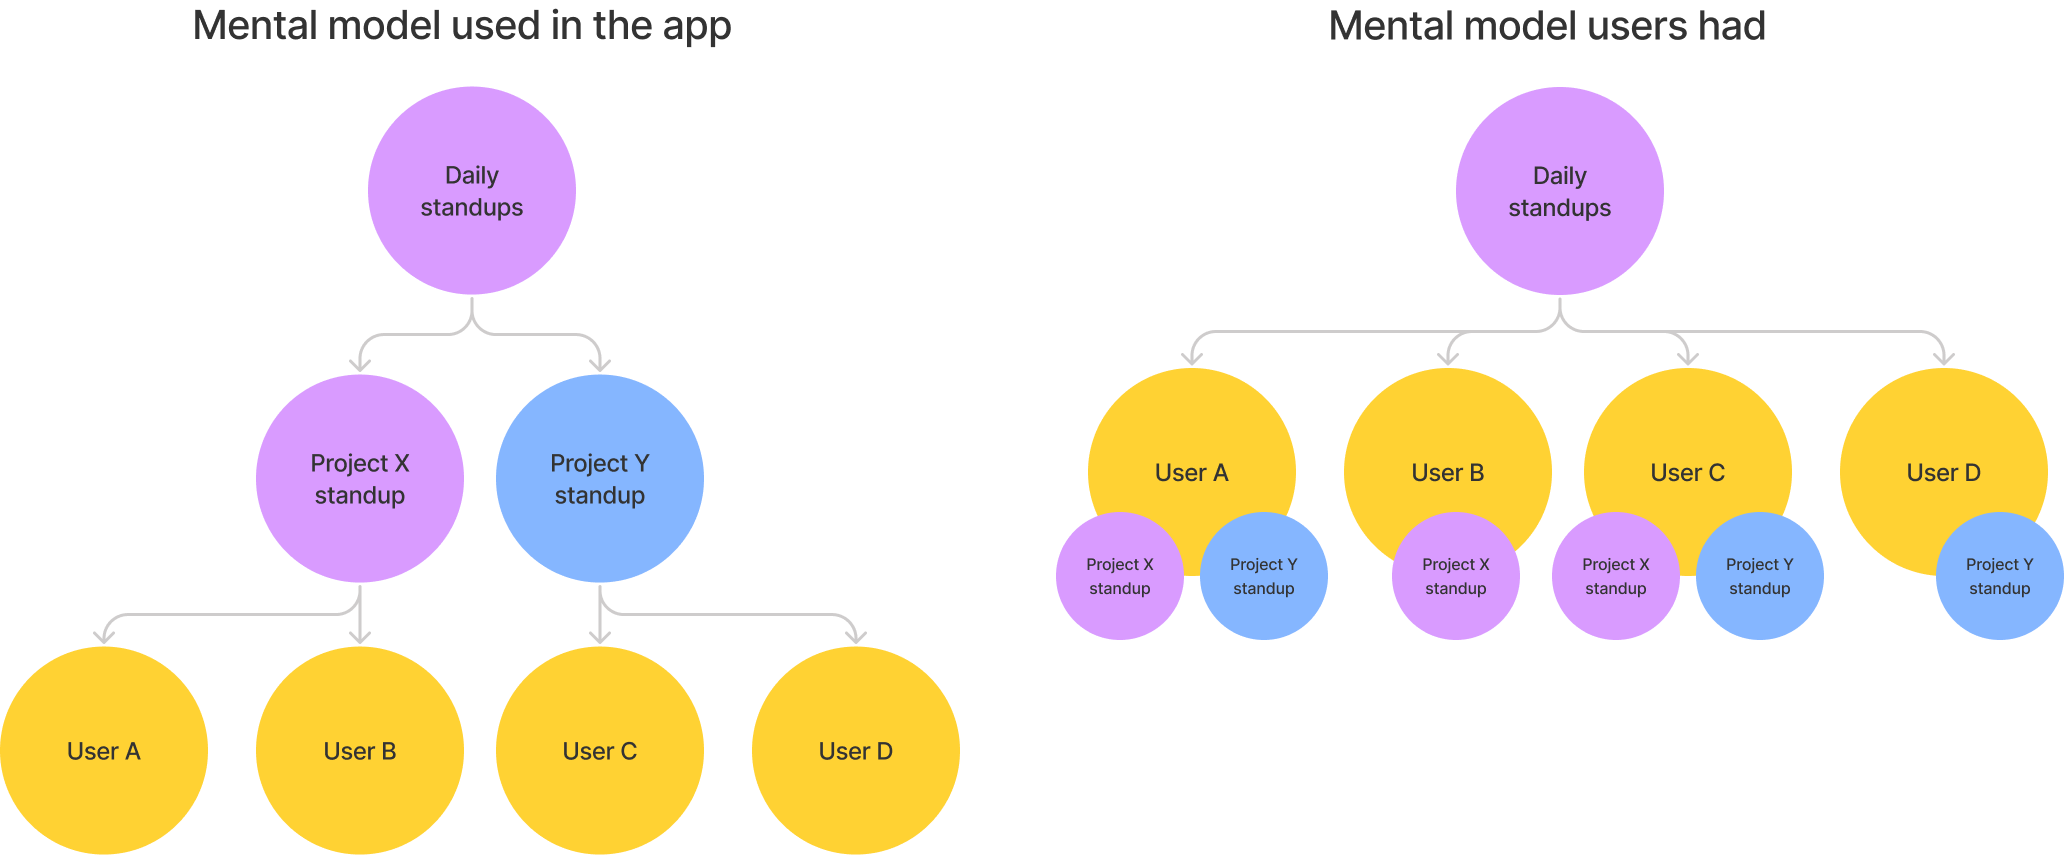 Mental model used in the app
Daily
standups
Project X
standup
Project Y
standup
User A
User B
User C
User D
Mental model users had
Daily
standups
User A
Project X
standup
Project Y
standup
User B
Project X
standup
User C
Project X
standup
Project Y
standup
User D
Project Y
standup